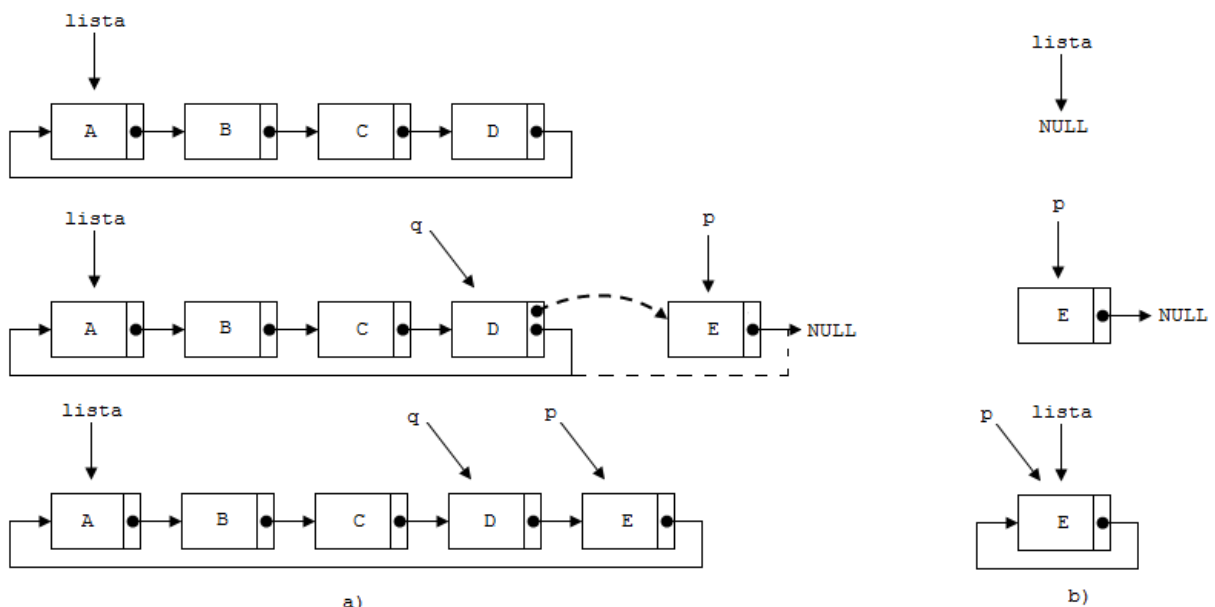 lista
A B C D
lista
q
p
A B C D E NULL
lista
q
p
A B C D E
a)
lista
NULL
p
E NULL
p
lista
E
b)